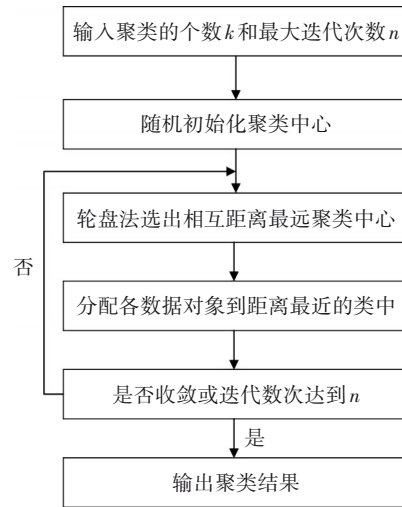 输入聚类的个数k和最大迭代次数n
随机初始化聚类中心
轮盘法选出相互距离最远聚类中心
否
分配各数据对象到距离最近的类中
是否收敛或迭代数次达到n
是
输出聚类结果